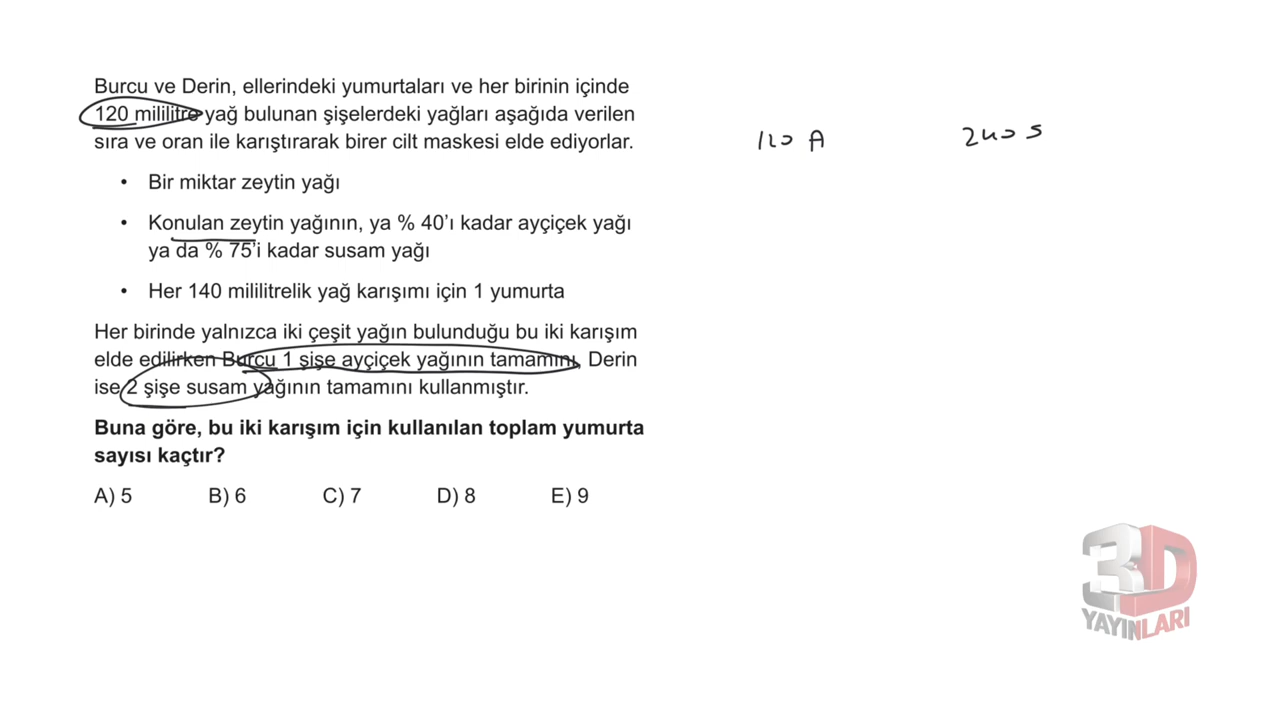 Burcu ve Derin, ellerindeki yumurtaları ve her birinin içinde
120 mililitre yağ bulunan şişelerdeki yağları aşağıda verilen
sıra ve oran ile karıştırarak birer cilt maskesi elde ediyorlar.
120 A
240 S
• Bir miktar zeytin yağı
• Konulan zeytin yağının, ya % 40’ı kadar ayçiçek yağı
ya da % 75’i kadar susam yağı
• Her 140 mililitrelik yağ karışımı için 1 yumurta
Her birinde yalnızca iki çeşit yağın bulunduğu bu iki karışım
elde edilirken Burcu 1 şişe ayçiçek yağının tamamını, Derin
ise 2 şişe susam yağının tamamını kullanmıştır.
Buna göre, bu iki karışım için kullanılan toplam yumurta
sayısı kaçtır?
A) 5 B) 6 C) 7 D) 8 E) 9
3D
YAYINLARI